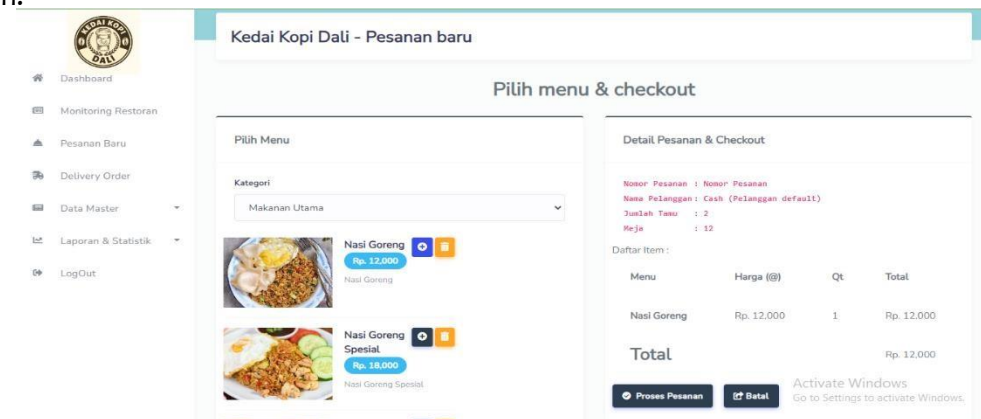 n.
KEDAI KOPI
DALI
Dashboard
Monitoring Restoran
Pesanan Baru
Delivery Order
Data Master
Laporan & Statistik
LogOut
Kedai Kopi Dali - Pesanan baru
Pilih menu & checkout
Pilih Menu
Kategori
Makanan Utama
Nasi Goreng
Rp. 12,000
Nasi Goreng
Nasi Goreng
Spesial
Rp. 18,000
Nasi Goreng Spesial
Detail Pesanan & Checkout
Nomor Pesanan : Nomor Pesanan
Nama Pelanggan: Cash (Pelanggan default)
Jumlah Tamu : 2
Meja : 12
Daftar Item :
Menu Harga (@) Qt Total
Nasi Goreng Rp. 12,000 1 Rp. 12,000
Total Rp. 12,000
Proses Pesanan Batal
Activate Windows
Go to Settings to activate Windows.